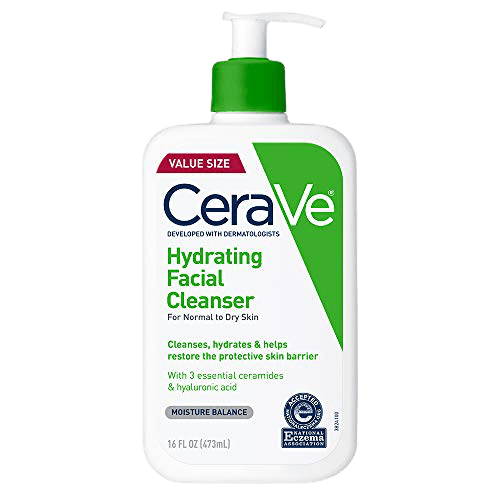 VALUE SIZE
CeraVe®
DEVELOPED WITH DERMATOLOGISTS
Hydrating
Facial
Cleanser
For Normal to Dry Skin
Cleanses, hydrates & helps
restore the protective skin barrier
With 3 essential ceramides
& hyaluronic acid
MOISTURE BALANCE
16 FL OZ (473mL)
ACCEPTED
NATIONAL
Eczema
ASSOCIATION